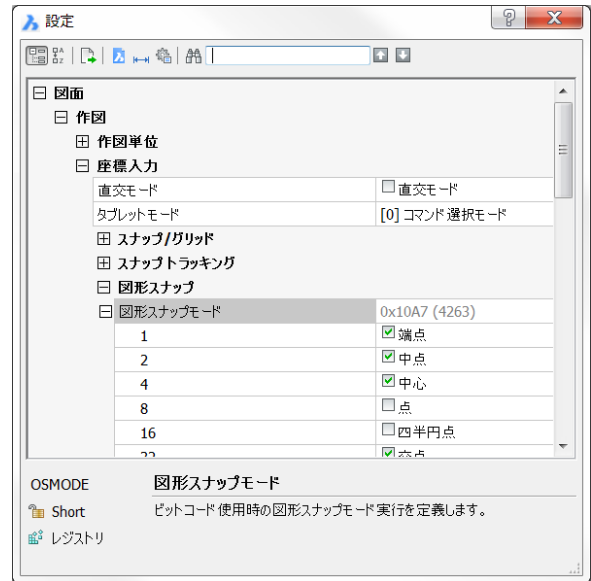 設定
図面
作図
作図単位
座標入力
直交モード 直交モード
タブレットモード [0] コマンド選択モード
スナップ/グリッド
スナップトラッキング
図形スナップ
図形スナップモード 0x10A7 (4263)
1 端点
2 中点
4 中心
8 点
16 四半円点
32 交点
OSMODE 図形スナップモード
Short ビットコード使用時の図形スナップモード実行を定義します。
レジストリ